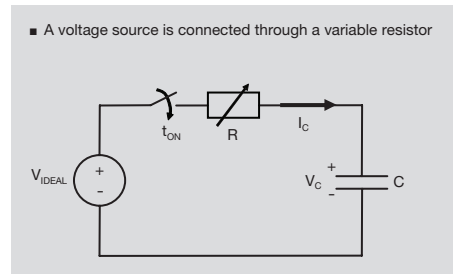 ■ A voltage source is connected through a variable resistor
tON
R
IC
VIDEAL
+
-
+
VC
-
C